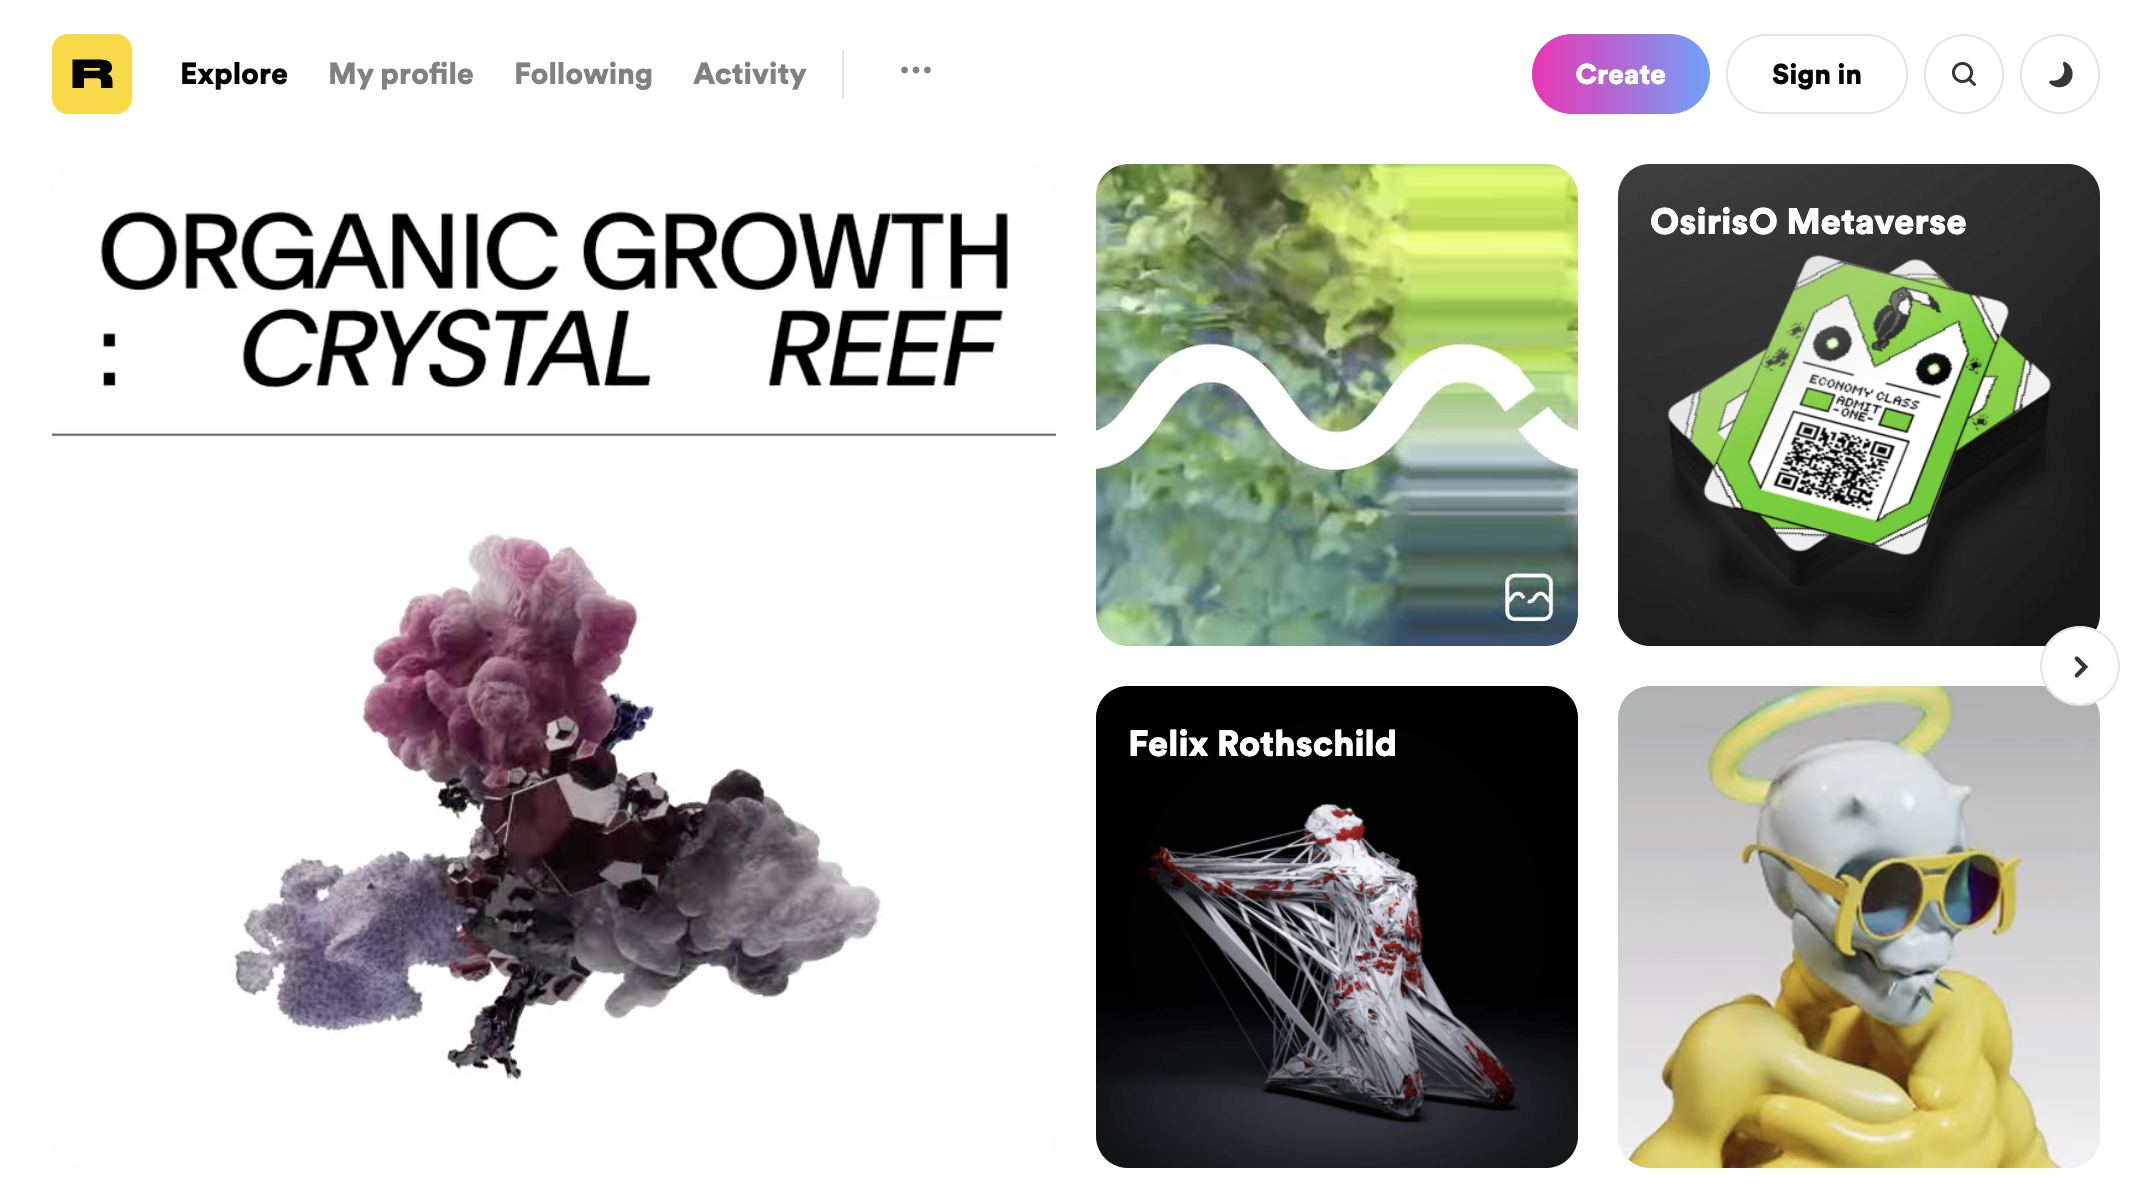 R
Explore
My profile
Following
Activity
Create
Sign in
ORGANIC GROWTH
: CRYSTAL REEF
OsirisO Metaverse
ECONOMY CLASS
ADMIT
-ONE-
Felix Rothschild